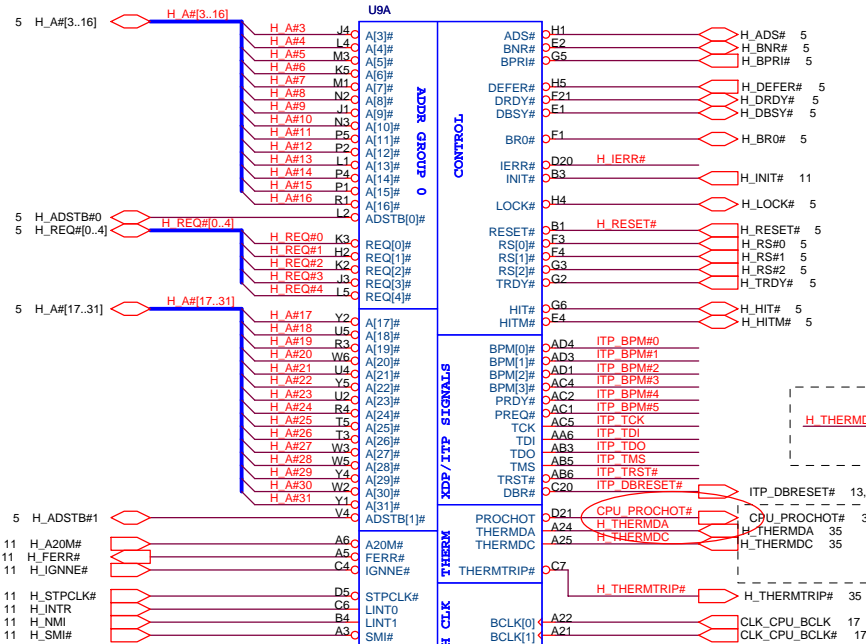 U9A
5 H_A#[3..16] H_A#[3..16]
H_A#3 J4 A[3]# ADS# H1 H_ADS# 5
H_A#4 L4 A[4]# BNR# E2 H_BNR# 5
H_A#5 M3 A[5]# BPRI# G5 H_BPRI# 5
H_A#6 K5 A[6]#
H_A#7 M1 A[7]# DEFER# H5 H_DEFER# 5
H_A#8 N2 A[8]# DRDY# F21 H_DRDY# 5
H_A#9 J1 A[9]# DBSY# E1 H_DBSY# 5
H_A#10 N3 A[10]#
H_A#11 P5 A[11]# BR0# F1 H_BR0# 5
H_A#12 P2 A[12]#
H_A#13 L1 A[13]# IERR# D20 H_IERR#
H_A#14 P4 A[14]# INIT# B3 H_INIT# 11
H_A#15 P1 A[15]#
H_A#16 R1 A[16]# LOCK# H4 H_LOCK# 5
5 H_ADSTB#0 L2 ADSTB[0]#
ADDR GROUP 0
CONTROL
5 H_REQ#[0..4] H_REQ#[0..4] RESET# B1 H_RESET# H_RESET# 5
H_REQ#0 K3 REQ[0]# RS[0]# F3 H_RS#0 5
H_REQ#1 H2 REQ[1]# RS[1]# F4 H_RS#1 5
H_REQ#2 K2 REQ[2]# RS[2]# G3 H_RS#2 5
H_REQ#3 J3 REQ[3]# TRDY# G2 H_TRDY# 5
H_REQ#4 L5 REQ[4]#
5 H_A#[17..31] H_A#[17..31] HIT# G6 H_HIT# 5
H_A#17 Y2 A[17]# HITM# E4 H_HITM# 5
H_A#18 U5 A[18]#
H_A#19 R3 A[19]# BPM[0]# AD4 ITP_BPM#0
H_A#20 W6 A[20]# BPM[1]# AD3 ITP_BPM#1
H_A#21 U4 A[21]# BPM[2]# AD1 ITP_BPM#2
H_A#22 Y5 A[22]# BPM[3]# AC4 ITP_BPM#3
H_A#23 U2 A[23]# PRDY# AC2 ITP_BPM#4
H_A#24 R4 A[24]# PREQ# AC1 ITP_BPM#5
H_A#25 T5 A[25]# TCK AC5 ITP_TCK
H_A#26 T3 A[26]# TDI AA6 ITP_TDI
H_A#27 W3 A[27]# TDO AB3 ITP_TDO
H_A#28 W5 A[28]# TMS AB5 ITP_TMS
H_A#29 Y4 A[29]# TRST# AB6 ITP_TRST#
H_A#30 W2 A[30]# DBR# C20 ITP_DBRESET# ITP_DBRESET# 13,
H_A#31 Y1 A[31]#
XDP/ITP SIGNALS
H_THERMD
5 H_ADSTB#1 V4 ADSTB[1]# PROCHOT D21 CPU_PROCHOT# CPU_PROCHOT# 3
THERMDA A24 H_THERMDA H_THERMDA 35
11 H_A20M# A6 A20M# THERMDC A25 H_THERMDC H_THERMDC 35
11 H_FERR# A5 FERR#
11 H_IGNNE# C4 IGNNE# THERMTRIP# C7
THERM
H_THERMTRIP# H_THERMTRIP# 35
11 H_STPCLK# D5 STPCLK#
11 H_INTR C6 LINT0
11 H_NMI B4 LINT1 BCLK[0] A22 CLK_CPU_BCLK 17
11 H_SMI# A3 SMI# BCLK[1] A21 CLK_CPU_BCLK# 17
H CLK